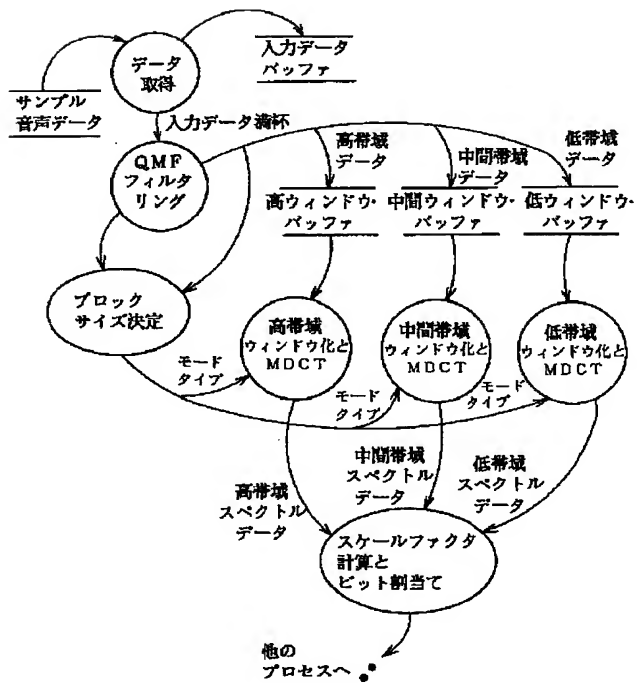 データ
取得
入力データ
バッファ
サンプル
音声データ
入力データ満杯
QMF
フィルタ
リング
高帯域
データ
中間帯域
データ
低帯域
データ
高ウィンドウ・
バッファ
中間ウィンドウ・
バッファ
低ウィンドウ・
バッファ
ブロック
サイズ決定
高帯域
ウィンドウ化と
MDCT
中間帯域
ウィンドウ化と
MDCT
低帯域
ウィンドウ化と
MDCT
モード
タイプ
モード
タイプ
モード
タイプ
高帯域
スペクトル
データ
中間帯域
スペクトル
データ
低帯域
スペクトル
データ
スケールファクタ
計算と
ビット割当て
他の
プロセスへ